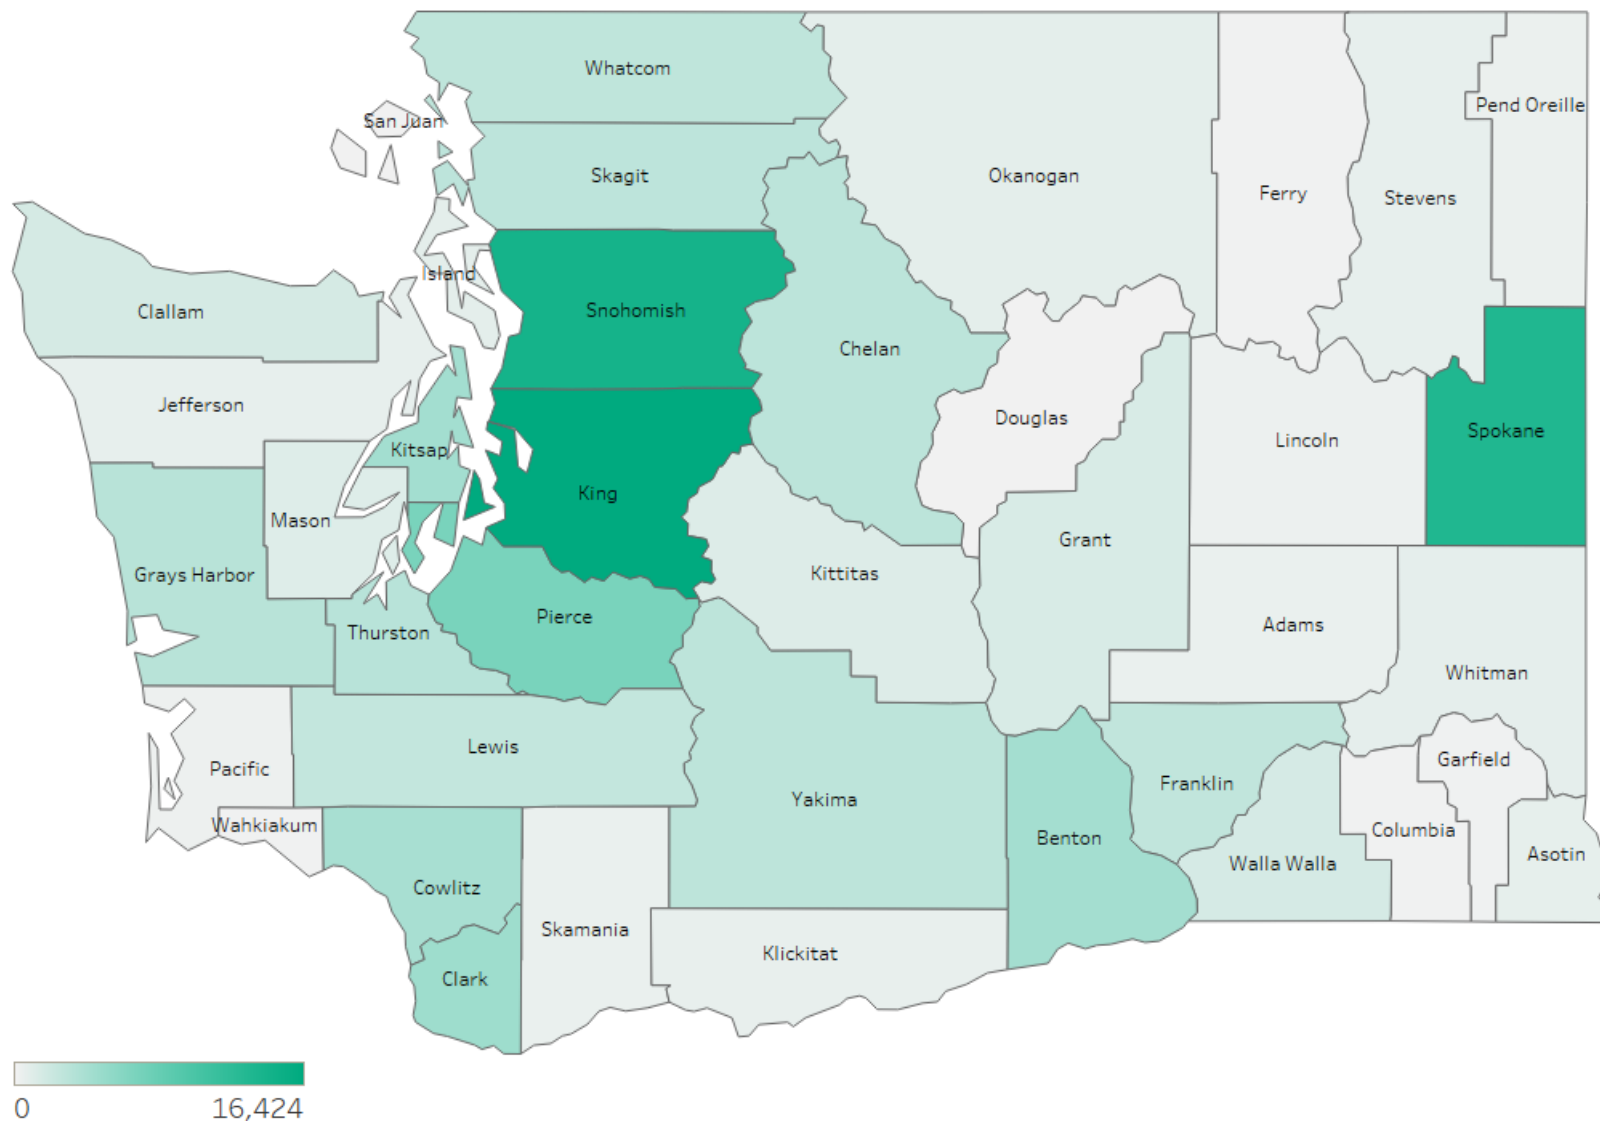 Whatcom
Pend Oreille
San Juan
Skagit
Okanogan
Ferry
Stevens
Island
Clallam
Snohomish
Chelan
Jefferson
Douglas
Spokane
Lincoln
Kitsap
King
Mason
Grant
Grays Harbor
Kittitas
Pierce
Adams
Thurston
Whitman
Lewis
Garfield
Pacific
Franklin
Yakima
Wahkiakum
Columbia
Benton
Asotin
Walla Walla
Cowlitz
Skamania
Klickitat
Clark
0 16,424